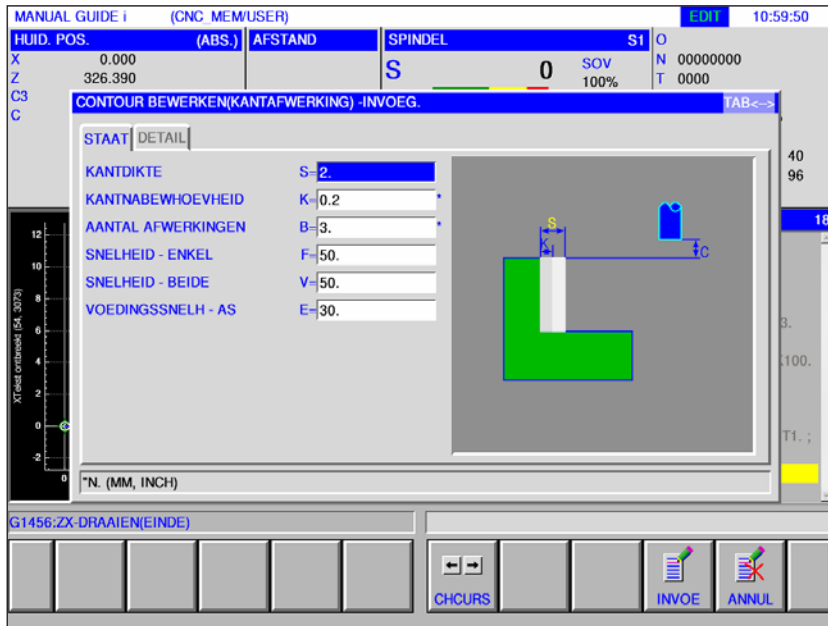 MANUAL GUIDE i (CNC_MEM/USER) EDIT 10:59:50
HUID. POS. (ABS.) AFSTAND SPINDEL S1 O
X 0.000 N 00000000
Z 326.390 S 0 SOV 100% T 0000
C3
C
CONTOUR BEWERKEN(KANTAFWERKING) -INVOEG. TAB<-->
STAAT DETAIL
KANTDIKTE S=2.
KANTNABEWHOEVHEID K=0.2 *
AANTAL AFWERKINGEN B=3. *
SNELHEID - ENKEL F=50.
SNELHEID - BEIDE V=50.
VOEDINGSSNELH - AS E=30.
S
K
C
40
96
18
3.
X100.
T1. ;
12
10
8
6
4
2
0
-2
0
XTekst ontbreekt (54, 3073)
"N. (MM, INCH)
G1456:ZX-DRAAIEN(EINDE)
CHCURS INVOE ANNUL